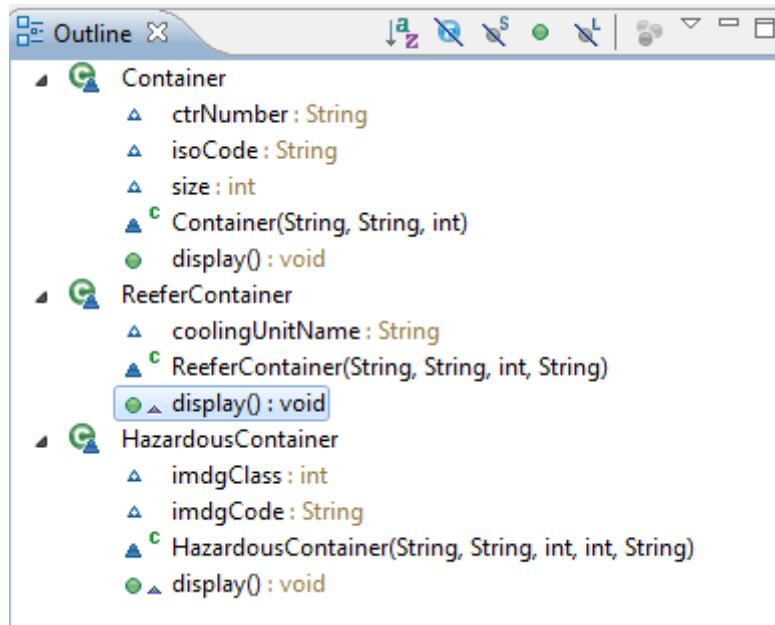 Outline
Container
ctrNumber : String
isoCode : String
size : int
C Container(String, String, int)
display() : void
ReeferContainer
coolingUnitName : String
C ReeferContainer(String, String, int, String)
display() : void
HazardousContainer
imdgClass : int
imdgCode : String
C HazardousContainer(String, String, int, int, String)
display() : void